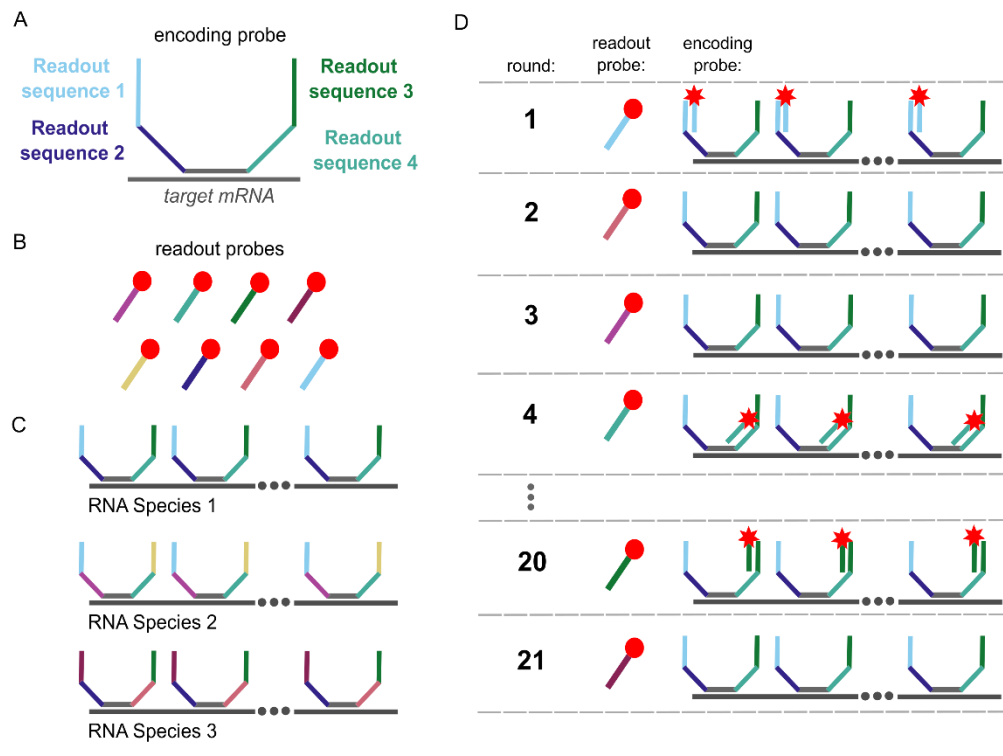 A
encoding probe
Readout
sequence 1
Readout
sequence 3
Readout
sequence 2
Readout
sequence 4
target mRNA
B
readout probes
C
RNA Species 1
RNA Species 2
RNA Species 3
D
round:
readout
probe:
encoding
probe:
1
2
3
4
20
21